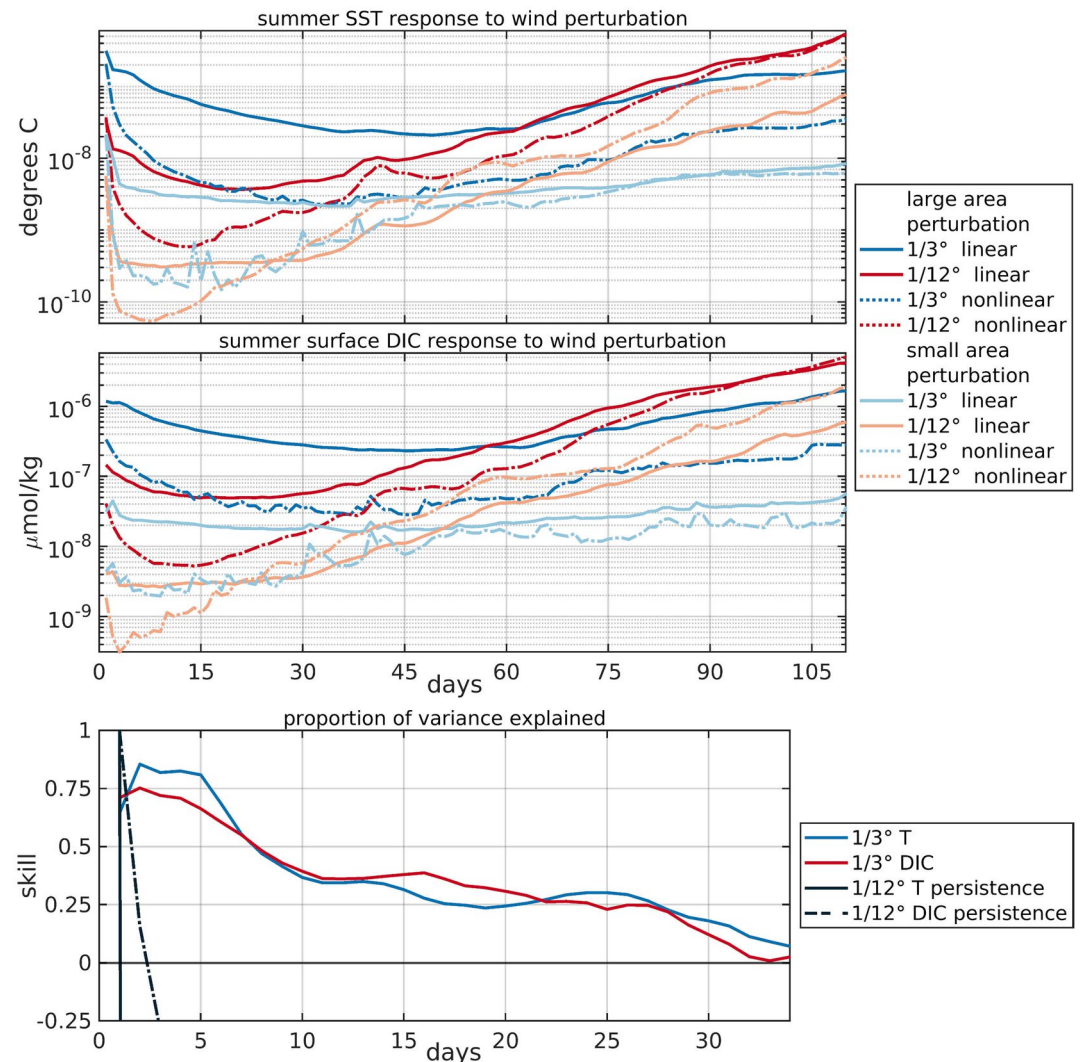 summer SST response to wind perturbation
degrees C
10-8
10-10
summer surface DIC response to wind perturbation
μmol/kg
10-6
10-7
10-8
10-9
0 15 30 45 60 75 90 105
days
large area
perturbation
1/3° linear
1/12° linear
1/3° nonlinear
1/12° nonlinear
small area
perturbation
1/3° linear
1/12° linear
1/3° nonlinear
1/12° nonlinear
proportion of variance explained
skill
1
0.75
0.5
0.25
0
-0.25
0 5 10 15 20 25 30
days
1/3° T
1/3° DIC
1/12° T persistence
1/12° DIC persistence